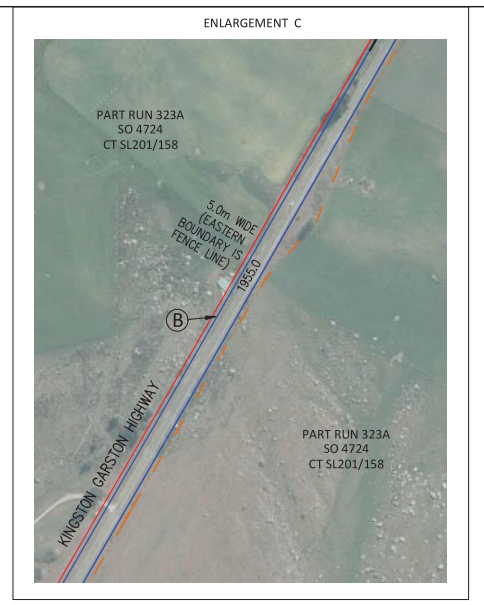 ENLARGEMENT C
PART RUN 323A
SO 4724
CT SL201/158
5.0m WIDE
(EASTERN
BOUNDARY IS
FENCE LINE)
1955.0
B
KINGSTON GARSTON HIGHWAY
PART RUN 323A
SO 4724
CT SL201/158